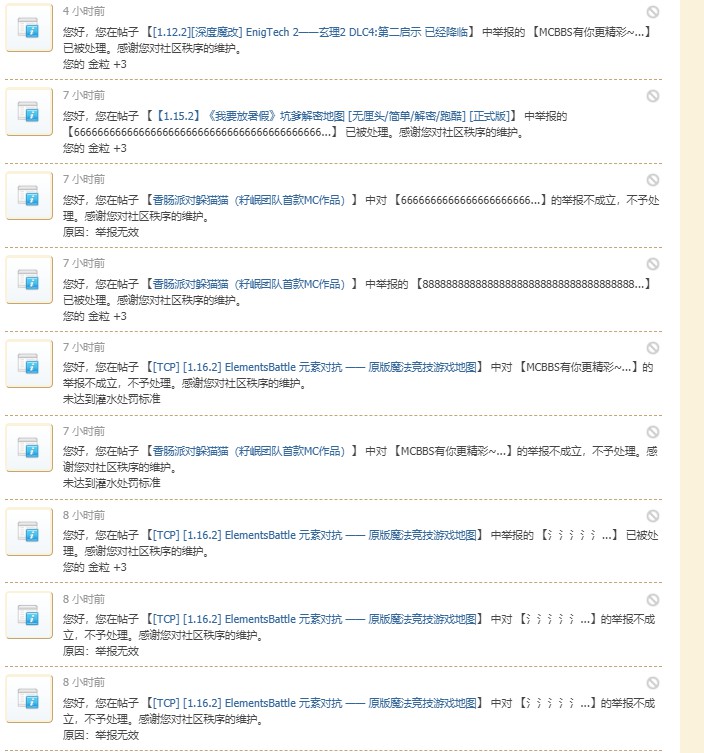 4 小时前
您好，您在帖子 【[1.12.2][深度魔改] EnigTech 2——玄理2 DLC4:第二启示 已经降临】 中举报的 【MCBBS有你更精彩~...】
已被处理。感谢您对社区秩序的维护。
您的 金粒 +3
7 小时前
您好，您在帖子 【【1.15.2】《我要放暑假》坑爹解密地图 [无厘头/简单/解密/跑酷] [正式版]】 中举报的
【66666666666666666666666666666666666666666...】 已被处理。感谢您对社区秩序的维护。
您的 金粒 +3
7 小时前
您好，您在帖子 【香肠派对躲猫猫（籽岷团队首款MC作品）】 中对 【6666666666666666666666...】的举报不成立，不予处
理。感谢您对社区秩序的维护。
原因：举报无效
7 小时前
您好，您在帖子 【香肠派对躲猫猫（籽岷团队首款MC作品）】 中举报的 【88888888888888888888888888888888888...】
已被处理。感谢您对社区秩序的维护。
您的 金粒 +3
7 小时前
您好，您在帖子 【[TCP] [1.16.2] ElementsBattle 元素对抗 —— 原版魔法竞技游戏地图】 中对 【MCBBS有你更精彩~...】的
举报不成立，不予处理。感谢您对社区秩序的维护。
未达到灌水处罚标准
7 小时前
您好，您在帖子 【香肠派对躲猫猫（籽岷团队首款MC作品）】 中对 【MCBBS有你更精彩~...】的举报不成立，不予处理。感
谢您对社区秩序的维护。
未达到灌水处罚标准
8 小时前
您好，您在帖子 【[TCP] [1.16.2] ElementsBattle 元素对抗 —— 原版魔法竞技游戏地图】 中举报的 【氵氵氵氵氵...】 已被处
理。感谢您对社区秩序的维护。
您的 金粒 +3
8 小时前
您好，您在帖子 【[TCP] [1.16.2] ElementsBattle 元素对抗 —— 原版魔法竞技游戏地图】 中对 【氵氵氵氵氵...】的举报不成
立，不予处理。感谢您对社区秩序的维护。
原因：举报无效
8 小时前
您好，您在帖子 【[TCP] [1.16.2] ElementsBattle 元素对抗 —— 原版魔法竞技游戏地图】 中对 【氵氵氵氵氵...】的举报不成
立，不予处理。感谢您对社区秩序的维护。
原因：举报无效